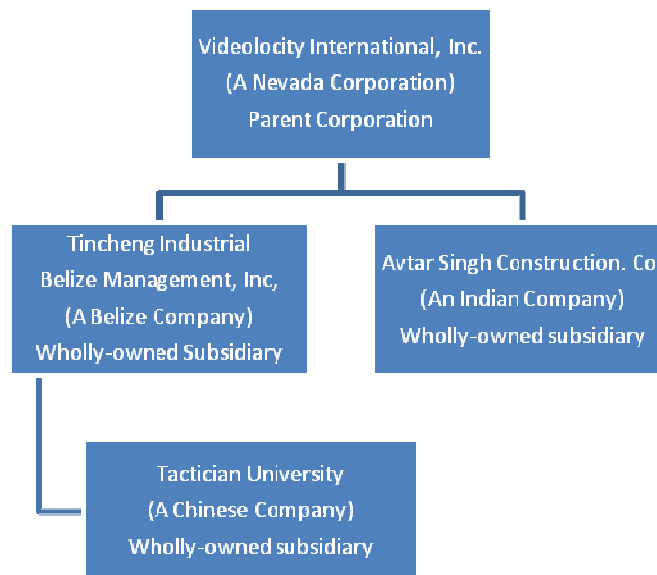 Videolocity International, Inc.
(A Nevada Corporation)
Parent Corporation
Tincheng Industrial
Belize Management, Inc,
(A Belize Company)
Wholly-owned Subsidiary
Avtar Singh Construction. Co
(An Indian Company)
Wholly-owned subsidiary
Tactician University
(A Chinese Company)
Wholly-owned subsidiary